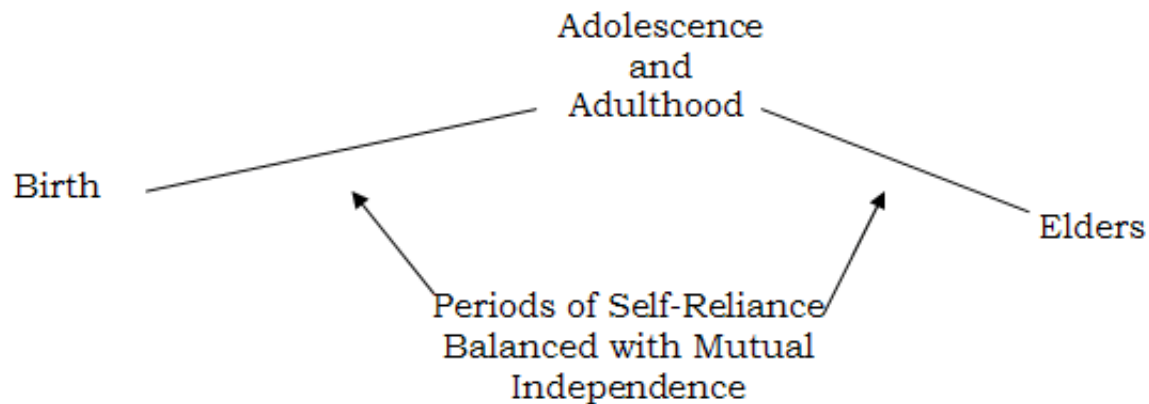 Adolescence
and
Adulthood
Birth
Elders
Periods of Self-Reliance
Balanced with Mutual
Independence